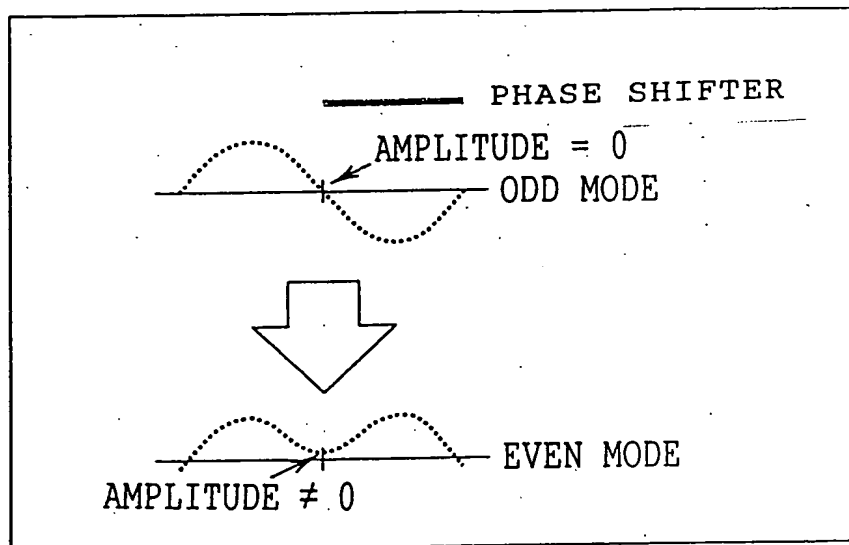 PHASE SHIFTER
AMPLITUDE = 0
ODD MODE
EVEN MODE
AMPLITUDE ≠ 0